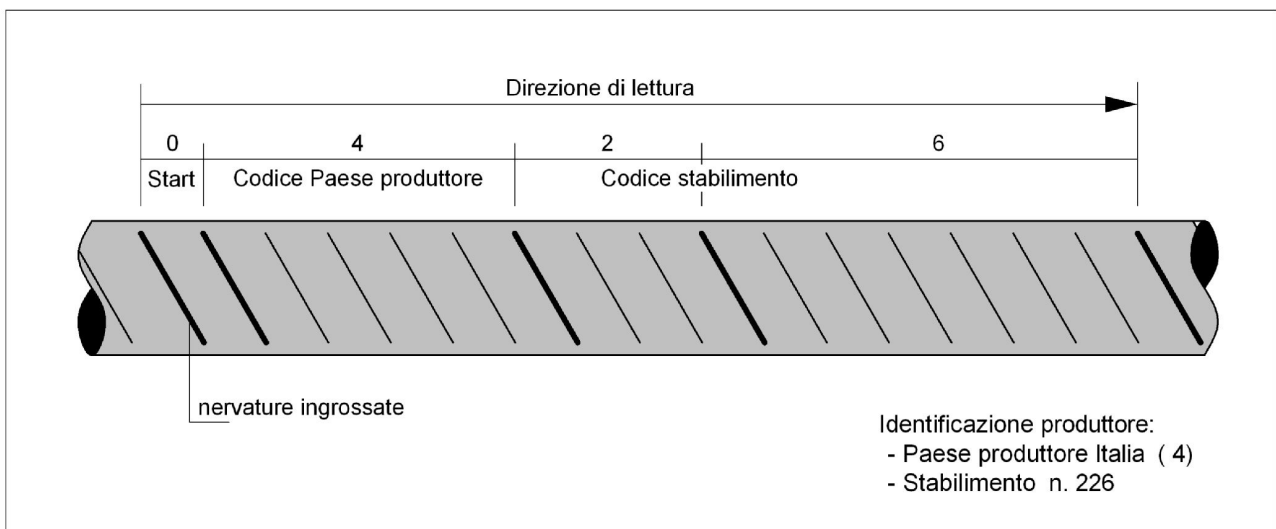 Direzione di lettura
0 4 2 6
Start Codice Paese produttore Codice stabilimento
nervature ingrossate
Identificazione produttore:
- Paese produttore Italia ( 4)
- Stabilimento n. 226